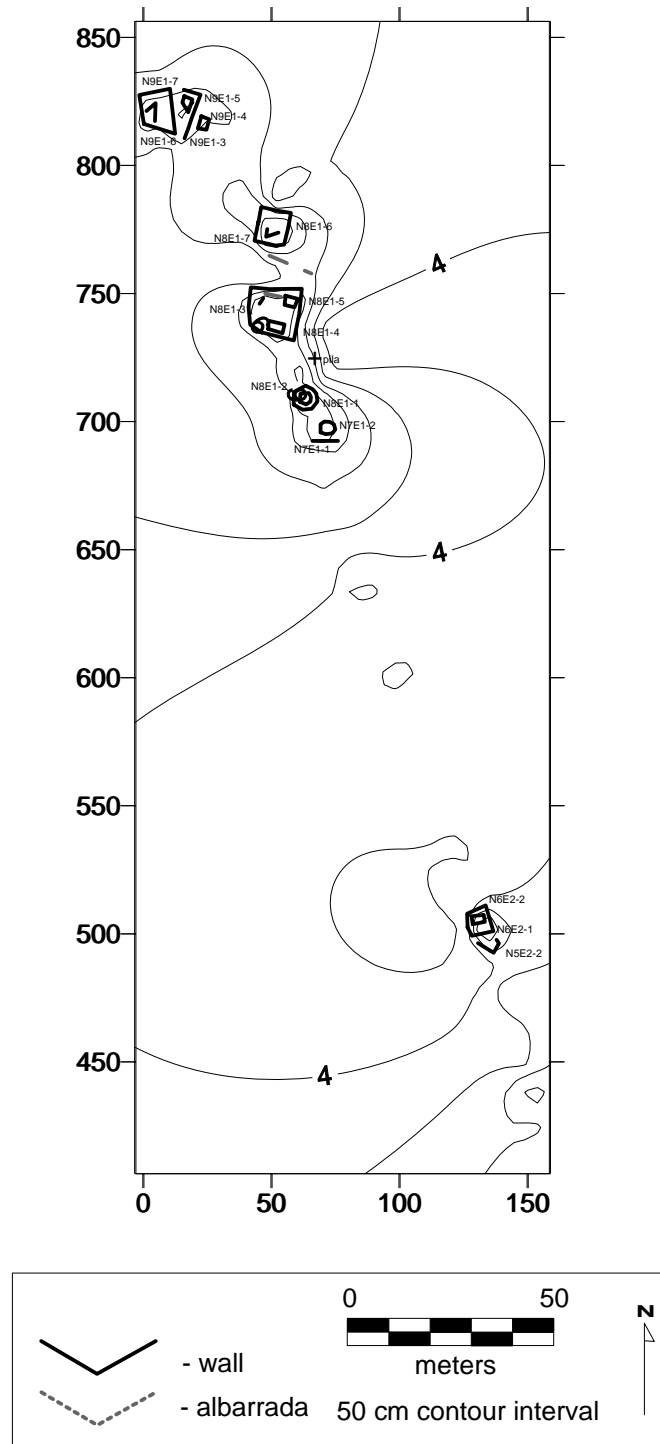 850
N9E1-7
N9E1-5
N9E1-4
N9E1-6
N9E1-3
800
N8E1-6
N8E1-7
4
750
N8E1-3
N8E1-5
N8E1-4
pila
N8E1-2
N8E1-1
700
N7E1-2
N7E1-1
650
4
600
550
N6E2-2
500
N6E2-1
N5E2-2
450
4
0
50
100
150
0
50
N
- wall
meters
- albarrada
50 cm contour interval